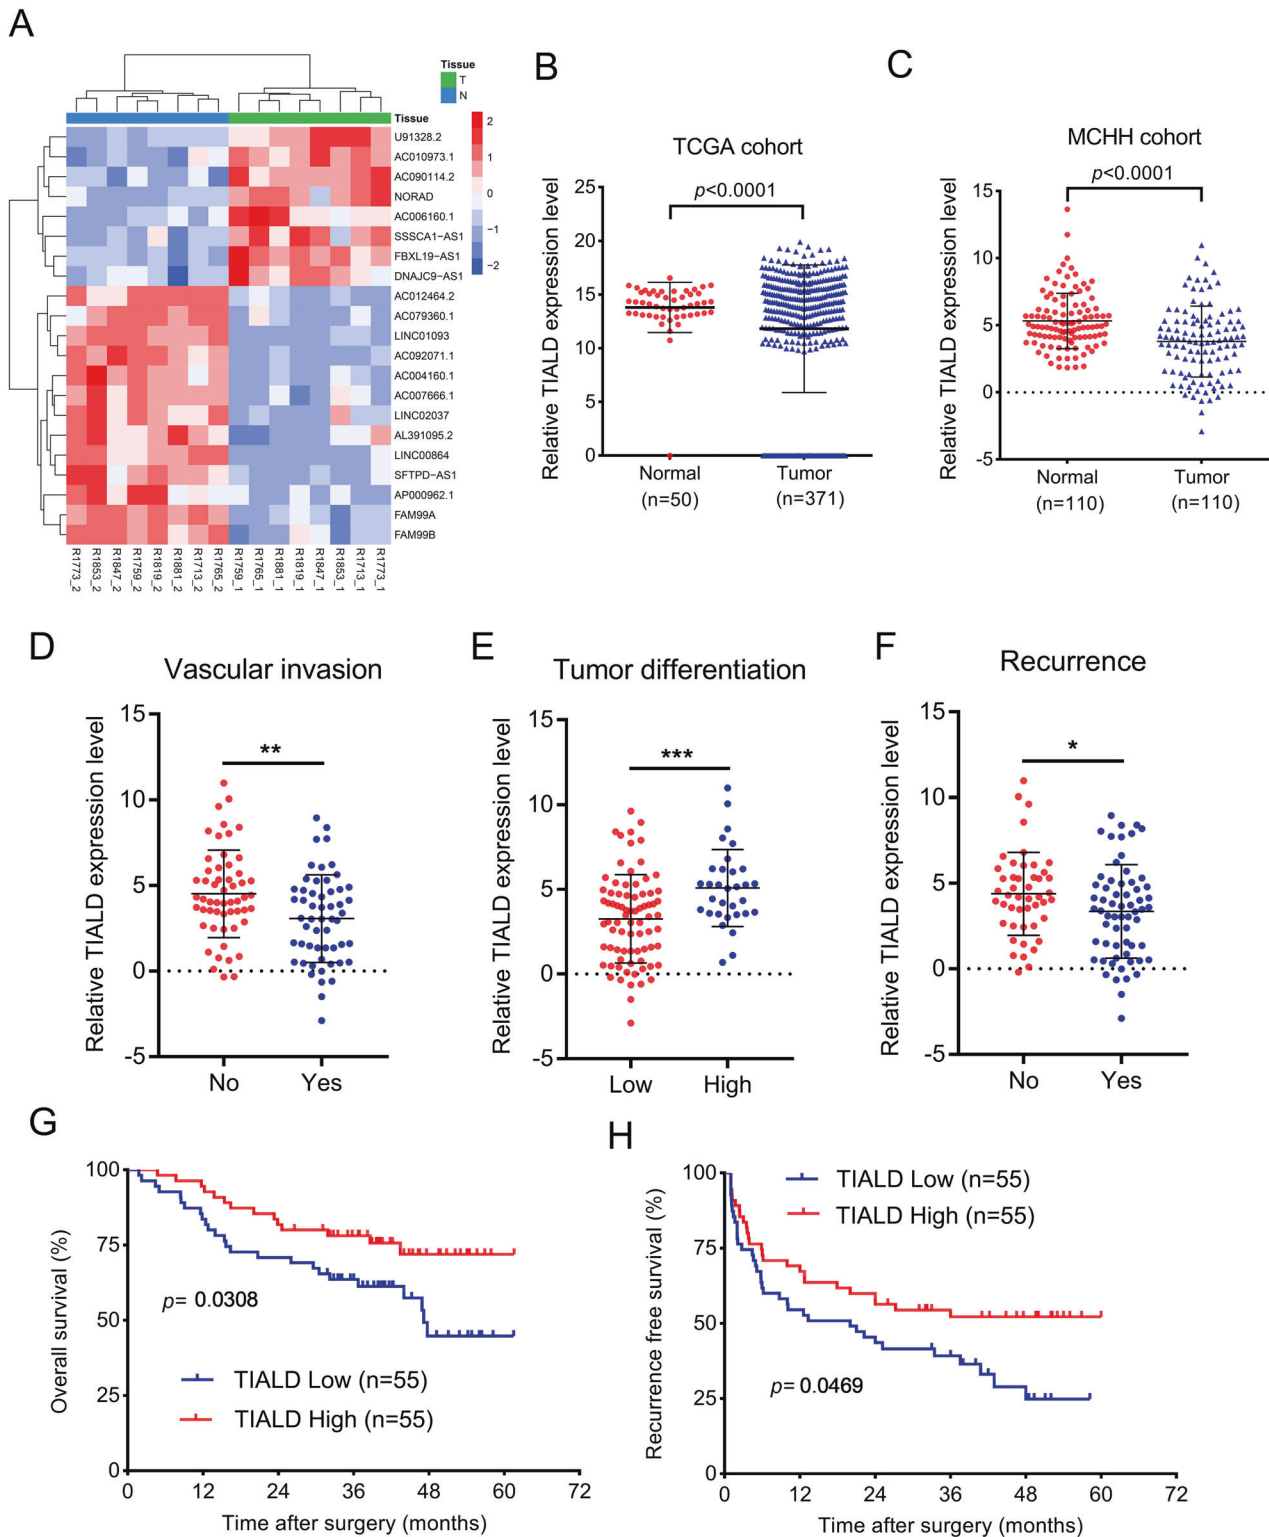 A
Tissue
T
N
Tissue
2
1
0
−1
−2
U91328.2
AC010973.1
AC090114.2
NORAD
AC006160.1
SSSCA1−AS1
FBXL19−AS1
DNAJC9−AS1
AC012464.2
AC079360.1
LINC01093
AC092071.1
AC004160.1
AC007666.1
LINC02037
AL391095.2
LINC00864
SFTPD−AS1
AP000962.1
FAM99A
FAM99B
R1773_2
R1853_2
R1847_2
R1759_2
R1819_2
R1881_2
R1713_2
R1765_2
R1759_1
R1765_1
R1881_1
R1819_1
R1847_1
R1853_1
R1713_1
R1773_1
B
TCGA cohort
p<0.0001
Relative TIALD expression level
25
20
15
10
5
0
Normal
(n=50)
Tumor
(n=371)
C
MCHH cohort
p<0.0001
Relative TIALD expression level
15
10
5
0
-5
Normal
(n=110)
Tumor
(n=110)
D
Vascular invasion
**
Relative TIALD expression level
15
10
5
0
-5
No
Yes
E
Tumor differentiation
***
Relative TIALD expression level
15
10
5
0
-5
Low
High
F
Recurrence
*
Relative TIALD expression level
15
10
5
0
-5
No
Yes
G
Overall survival (%)
100
75
50
25
0
p= 0.0308
TIALD Low (n=55)
TIALD High (n=55)
0 12 24 36 48 60 72
Time after surgery (months)
H
Recurrence free survival (%)
100
75
50
25
0
TIALD Low (n=55)
TIALD High (n=55)
p= 0.0469
0 12 24 36 48 60 72
Time after surgery (months)